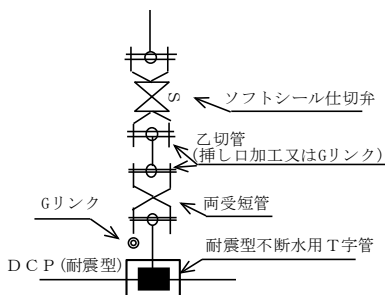 S
ソフトシール仕切弁
乙切管
(挿し口加工又はGリンク)
Gリンク
両受短管
耐震型不断水用T字管
DCP(耐震型)